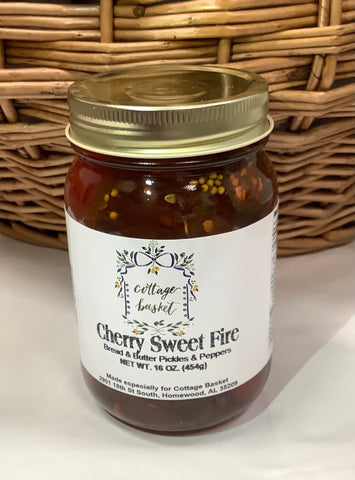 cottage
basket
Cherry Sweet Fire
Bread & Butter Pickles & Peppers
NET WT. 16 OZ. (454g)
Made especially for Cottage Basket
2901 18th St South, Homewood, AL 35209